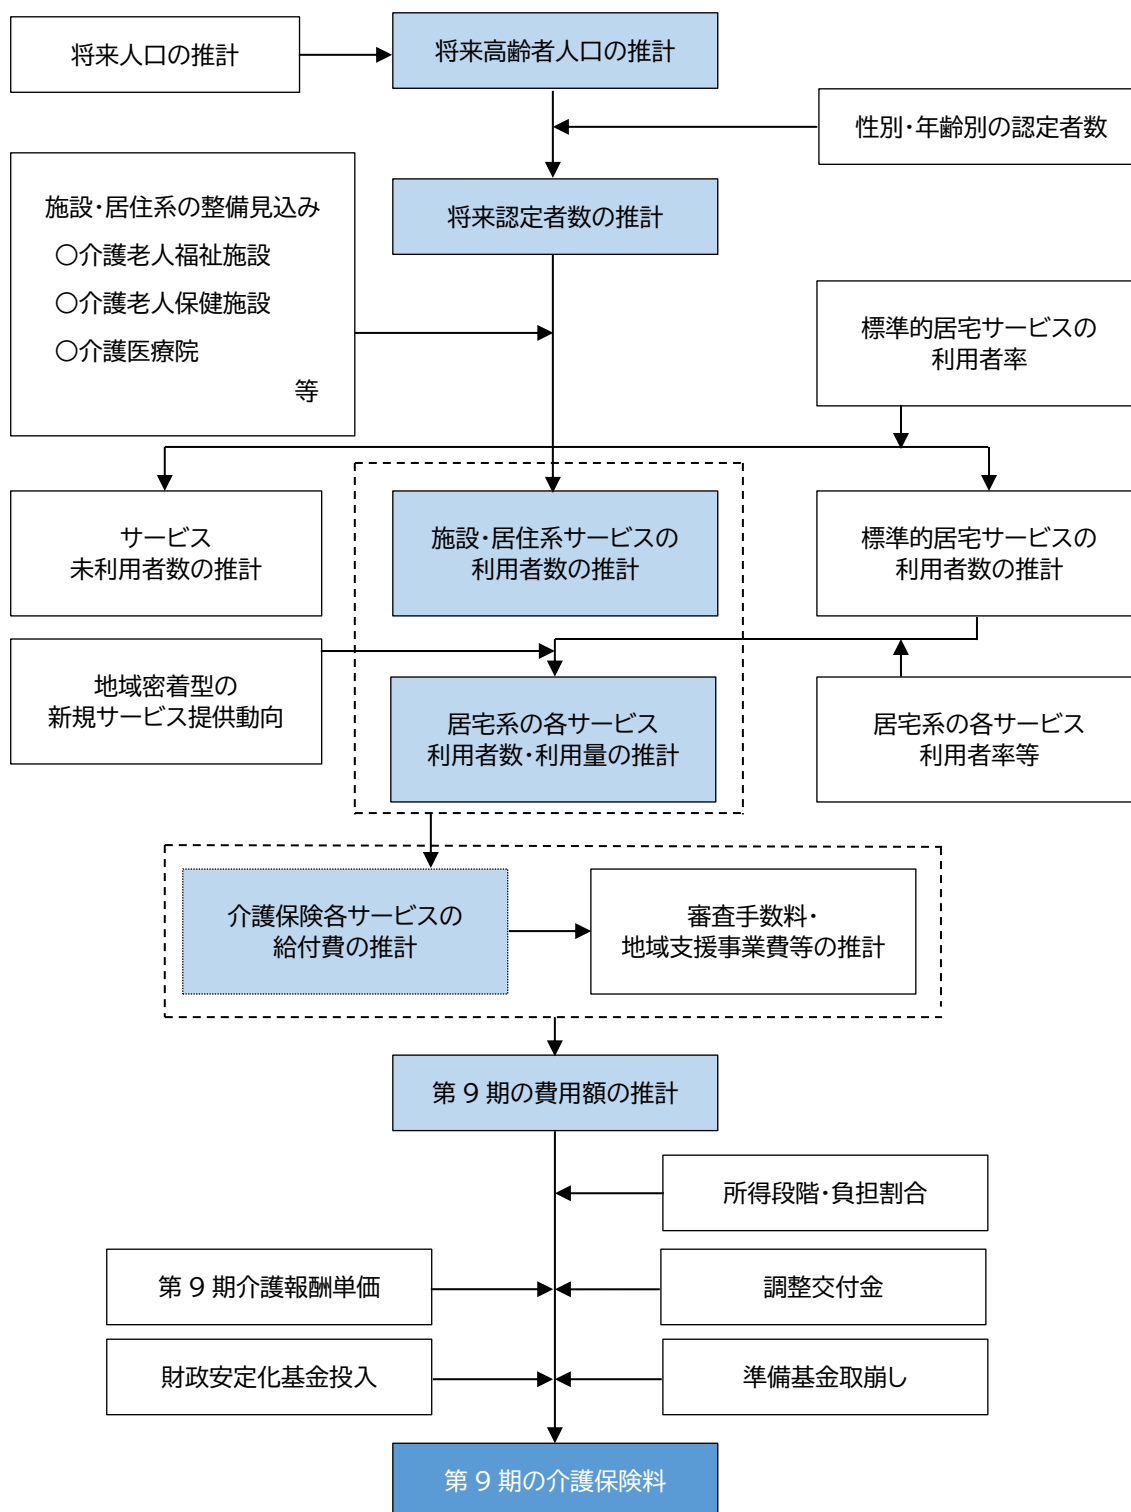 将来人口の推計
将来高齢者人口の推計
性別・年齢別の認定者数
施設・居住系の整備見込み
〇介護老人福祉施設
〇介護老人保健施設
〇介護医療院
等
将来認定者数の推計
標準的居宅サービスの
利用者率
サービス
未利用者数の推計
施設・居住系サービスの
利用者数の推計
標準的居宅サービスの
利用者数の推計
地域密着型の
新規サービス提供動向
居宅系の各サービス
利用者数・利用量の推計
居宅系の各サービス
利用者率等
介護保険各サービスの
給付費の推計
審査手数料・
地域支援事業費等の推計
第９期の費用額の推計
所得段階・負担割合
第９期介護報酬単価
調整交付金
財政安定化基金投入
準備基金取崩し
第９期の介護保険料